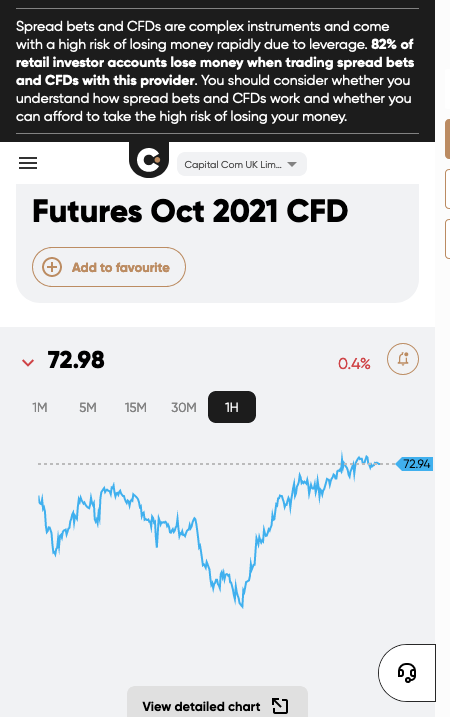 Spread bets and CFDs are complex instruments and come
with a high risk of losing money rapidly due to leverage. 82% of
retail investor accounts lose money when trading spread bets
and CFDs with this provider. You should consider whether you
understand how spread bets and CFDs work and whether you
can afford to take the high risk of losing your money.
Capital Com UK Lim...
Futures Oct 2021 CFD
Add to favourite
72.98
0.4%
1M 5M 15M 30M 1H
72.94
View detailed chart